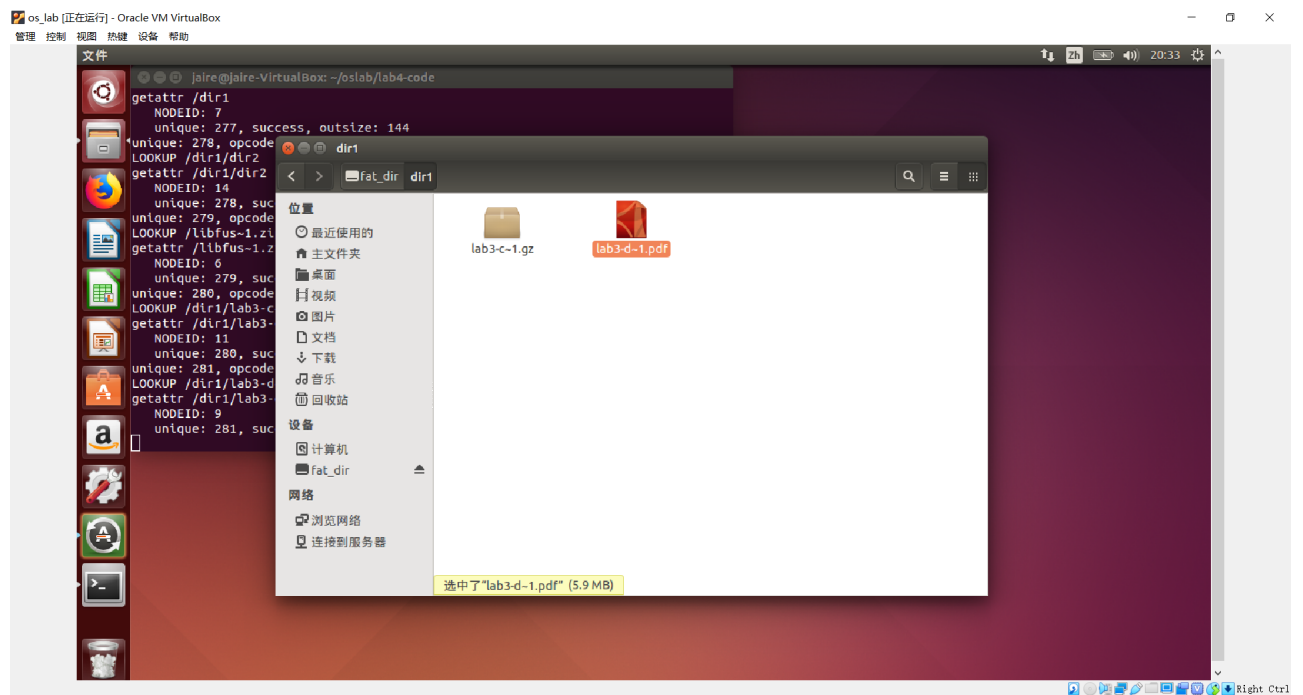 os_lab [正在运行] - Oracle VM VirtualBox
管理 控制 视图 热键 设备 帮助
文件
Zh
20:33
jaire@jaire-VirtualBox: ~/oslab/lab4-code
getattr /dir1
NODEID: 7
unique: 277, success, outsize: 144
unique: 278, opcode
LOOKUP /dir1/dir2
getattr /dir1/dir2
NODEID: 14
unique: 278, suc
unique: 279, opcode
LOOKUP /libfus~1.zi
getattr /libfus~1.z
NODEID: 6
unique: 279, suc
unique: 280, opcode
LOOKUP /dir1/lab3-c
getattr /dir1/lab3-
NODEID: 11
unique: 280, suc
unique: 281, opcode
LOOKUP /dir1/lab3-d
getattr /dir1/lab3-
NODEID: 9
unique: 281, suc
dir1
fat_dir dir1
位置
最近使用的
主文件夹
桌面
视频
图片
文档
下载
音乐
回收站
设备
计算机
fat_dir
网络
浏览网络
连接到服务器
lab3-c~1.gz
lab3-d~1.pdf
选中了"lab3-d~1.pdf" (5.9 MB)
Right Ctrl